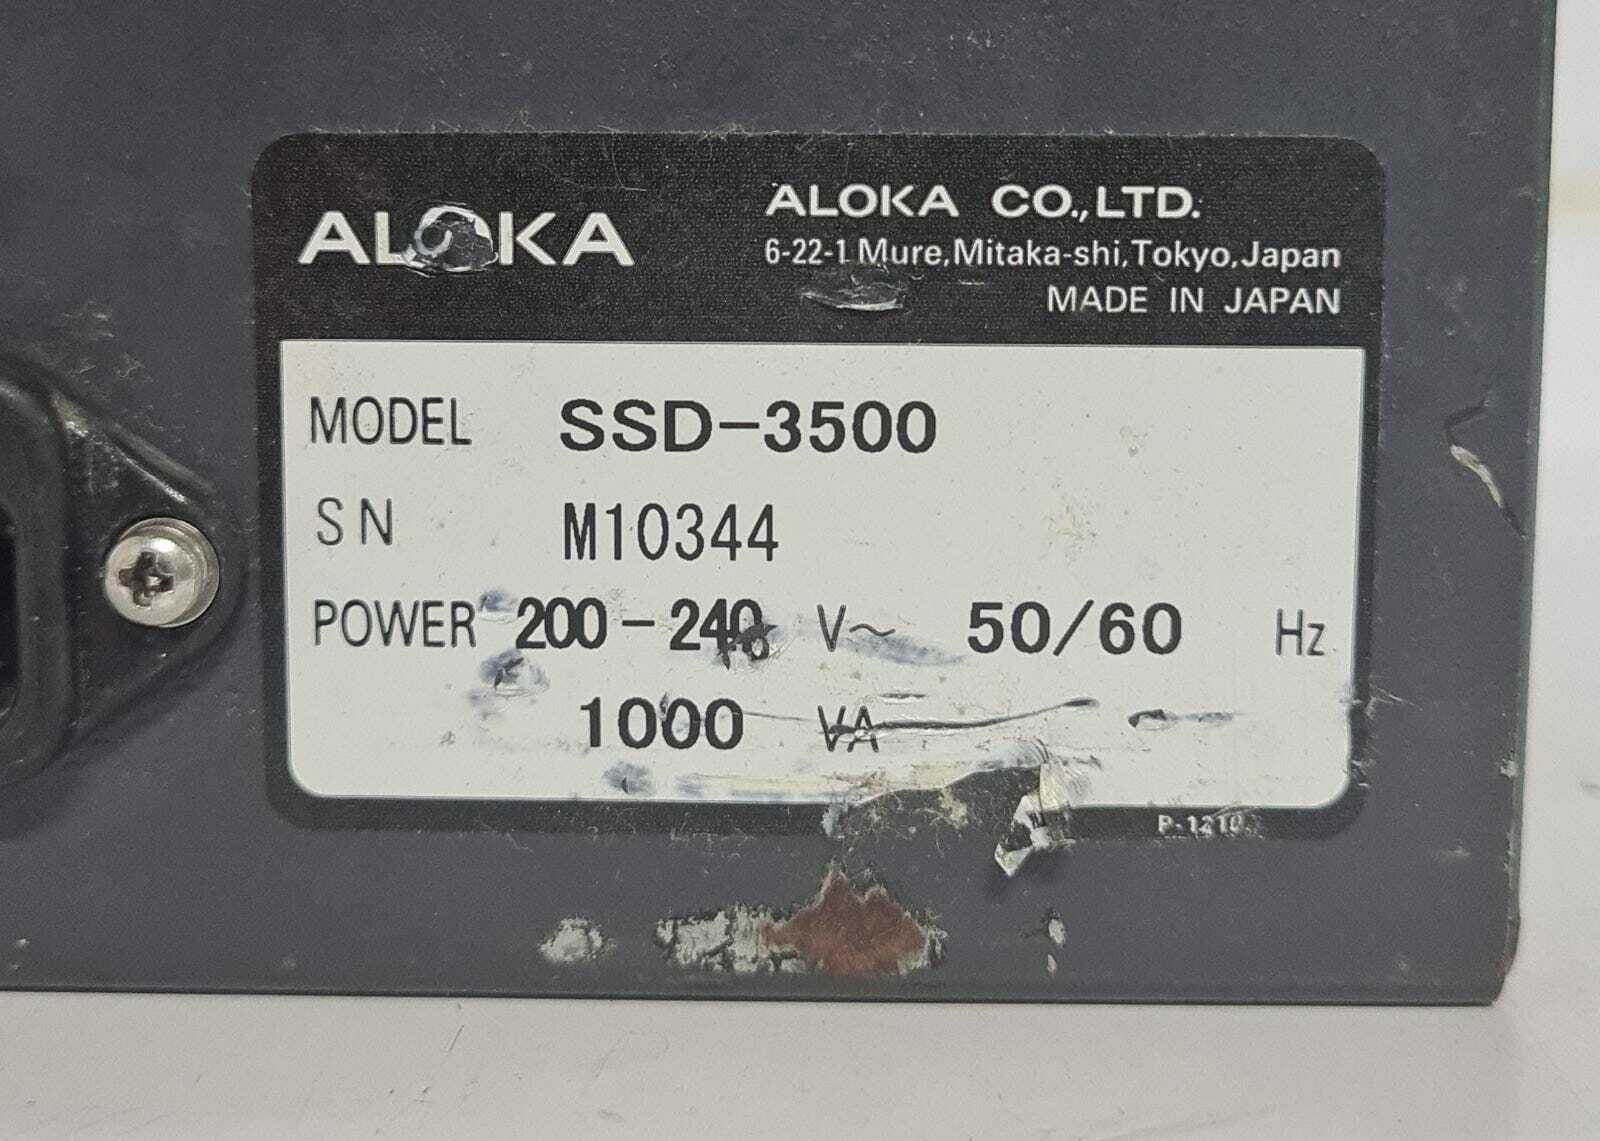 ALOKA
ALOKA CO.,LTD.
6-22-1 Mure,Mitaka-shi,Tokyo,Japan
MADE IN JAPAN
MODEL SSD-3500
SN M10344
POWER 200-240 V~ 50/60 Hz
1000 VA